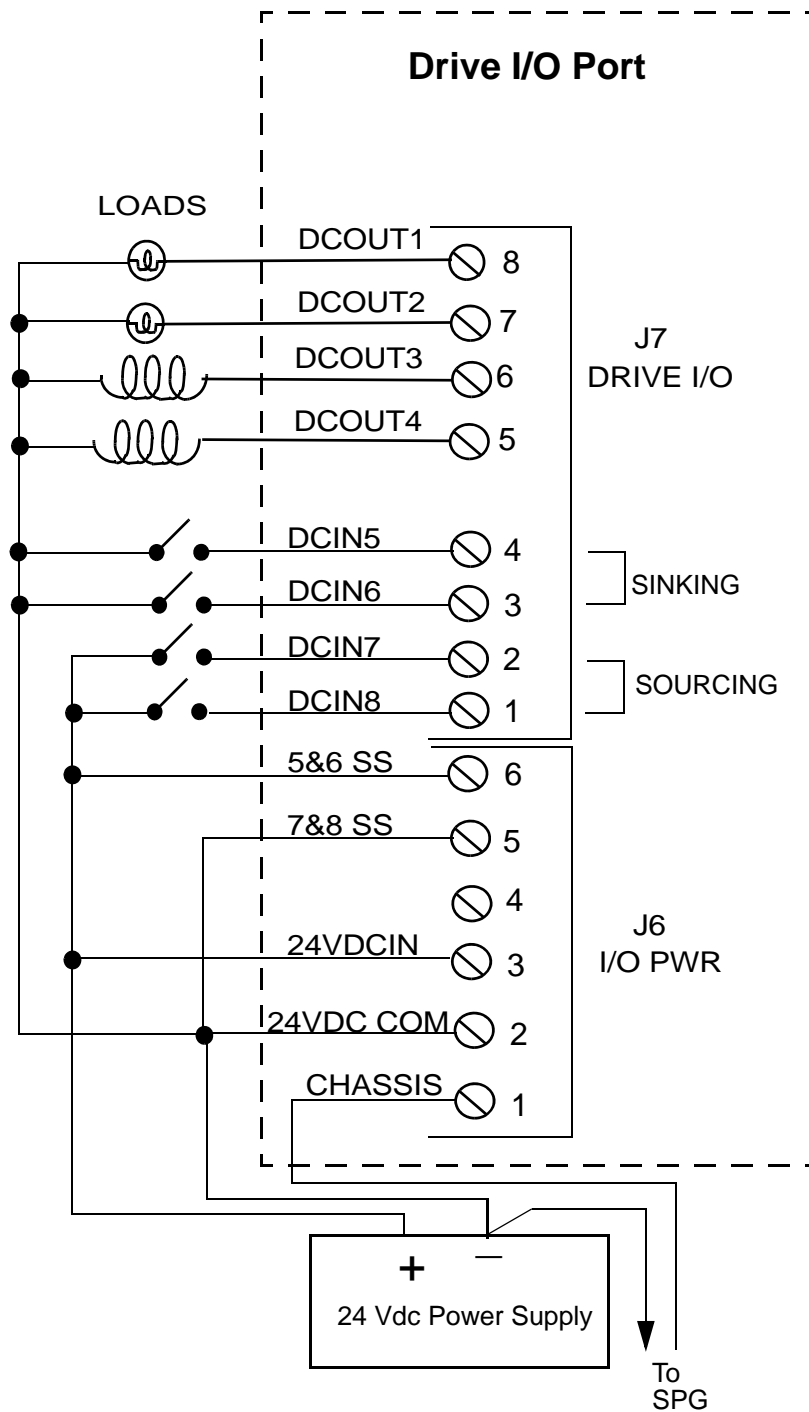 Drive I/O Port
LOADS
DCOUT1
8
DCOUT2
7
DCOUT3
6
DCOUT4
5
J7
DRIVE I/O
DCIN5
4
DCIN6
3
SINKING
DCIN7
2
DCIN8
1
SOURCING
5&6 SS
6
7&8 SS
5
4
24VDCIN
3
J6
I/O PWR
24VDC COM
2
CHASSIS
1
+ –
24 Vdc Power Supply
To
SPG